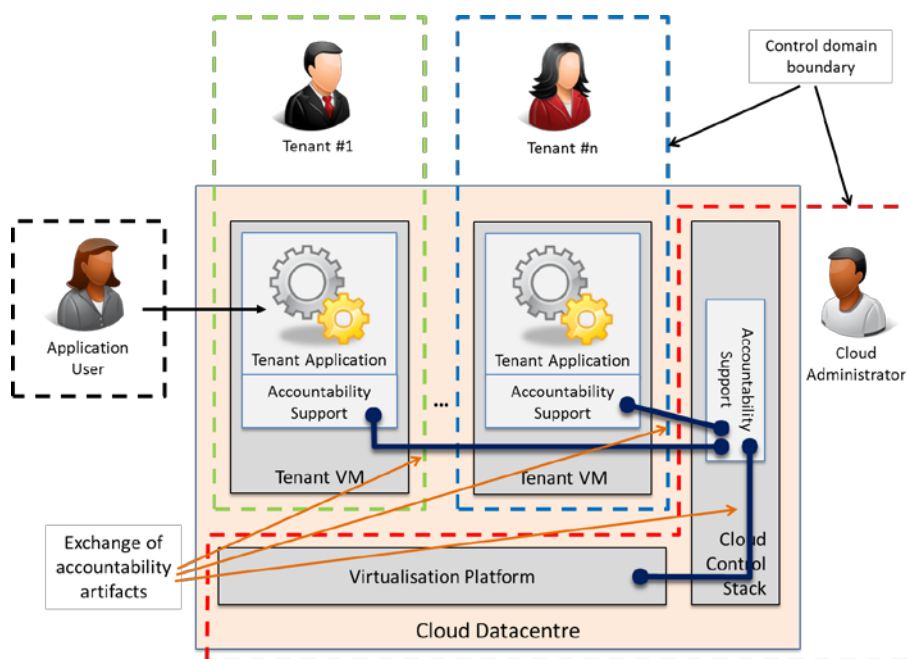 Control domain
boundary
Tenant #1
Tenant #n
Application
User
Tenant Application
Accountability
Support
Tenant VM
...
Tenant Application
Accountability
Support
Tenant VM
Accountability
Support
Cloud
Control
Stack
Cloud
Administrator
Exchange of
accountability
artifacts
Virtualisation Platform
Cloud Datacentre